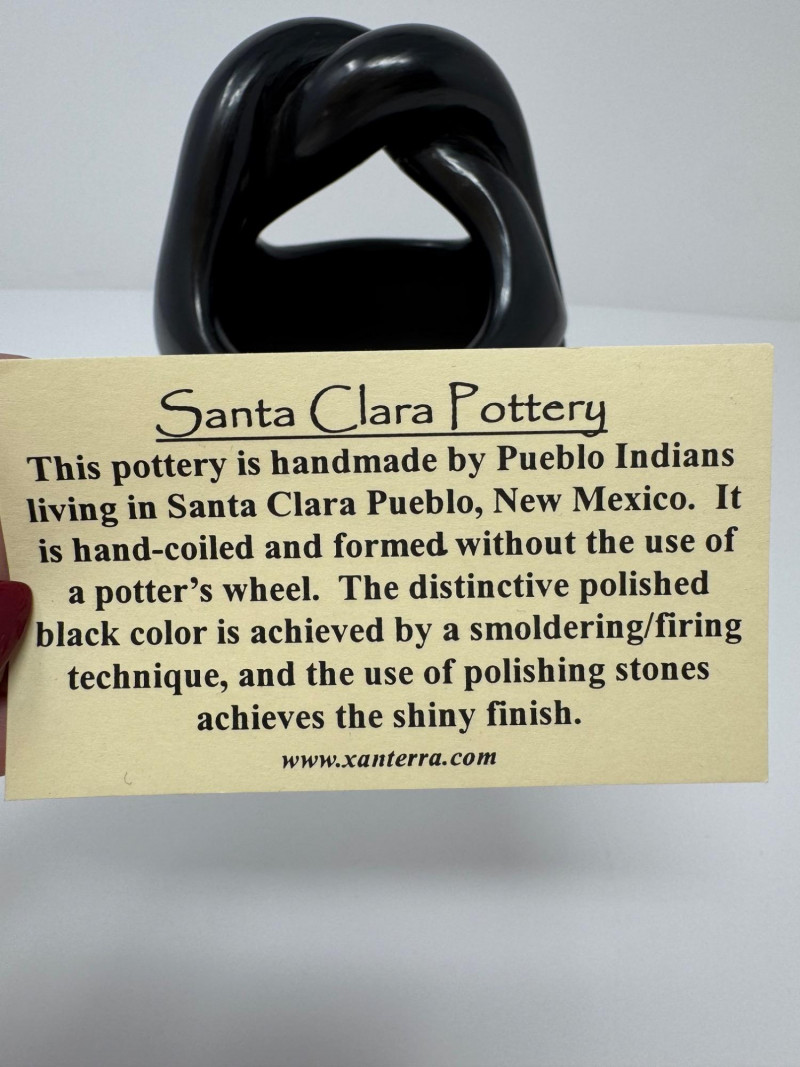 Santa Clara Pottery
This pottery is handmade by Pueblo Indians
living in Santa Clara Pueblo, New Mexico.  It
is hand-coiled and formed without the use of
a potter's wheel.  The distinctive polished
black color is achieved by a smoldering/firing
technique, and the use of polishing stones
achieves the shiny finish.
www.xanterra.com